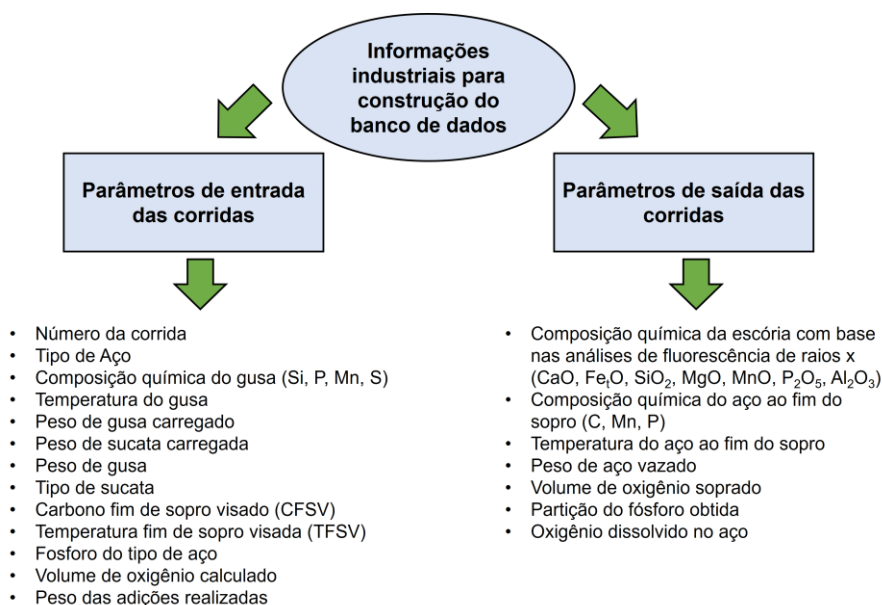 Informações
industriais para
construção do
banco de dados
Parâmetros de entrada
das corridas
• Número da corrida
• Tipo de Aço
• Composição química do gusa (Si, P, Mn, S)
• Temperatura do gusa
• Peso de gusa carregado
• Peso de sucata carregada
• Peso de gusa
• Tipo de sucata
• Carbono fim de sopro visado (CFSV)
• Temperatura fim de sopro visada (TFSV)
• Fosforo do tipo de aço
• Volume de oxigênio calculado
• Peso das adições realizadas
Parâmetros de saída das
corridas
• Composição química da escória com base
nas análises de fluorescência de raios x
(CaO, FeₜO, SiO₂, MgO, MnO, P₂O₅, Al₂O₃)
• Composição química do aço ao fim do
sopro (C, Mn, P)
• Temperatura do aço ao fim do sopro
• Peso de aço vazado
• Volume de oxigênio soprado
• Partição do fósforo obtida
• Oxigênio dissolvido no aço